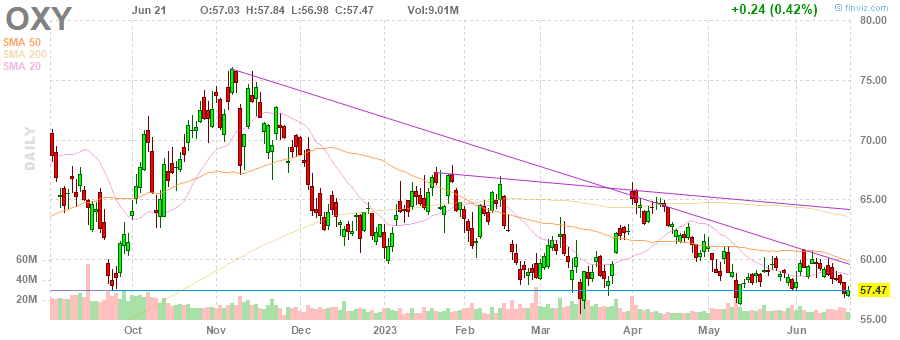 OXY
Jun 21 O:57.03 H:57.84 L:56.98 C:57.47 Vol:9.01M +0.24 (0.42%)
© finviz.com
SMA 50
SMA 200
SMA 20
DAILY
80.00
75.00
70.00
65.00
60.00
57.47
55.00
60M
40M
20M
Oct Nov Dec 2023 Feb Mar Apr May Jun